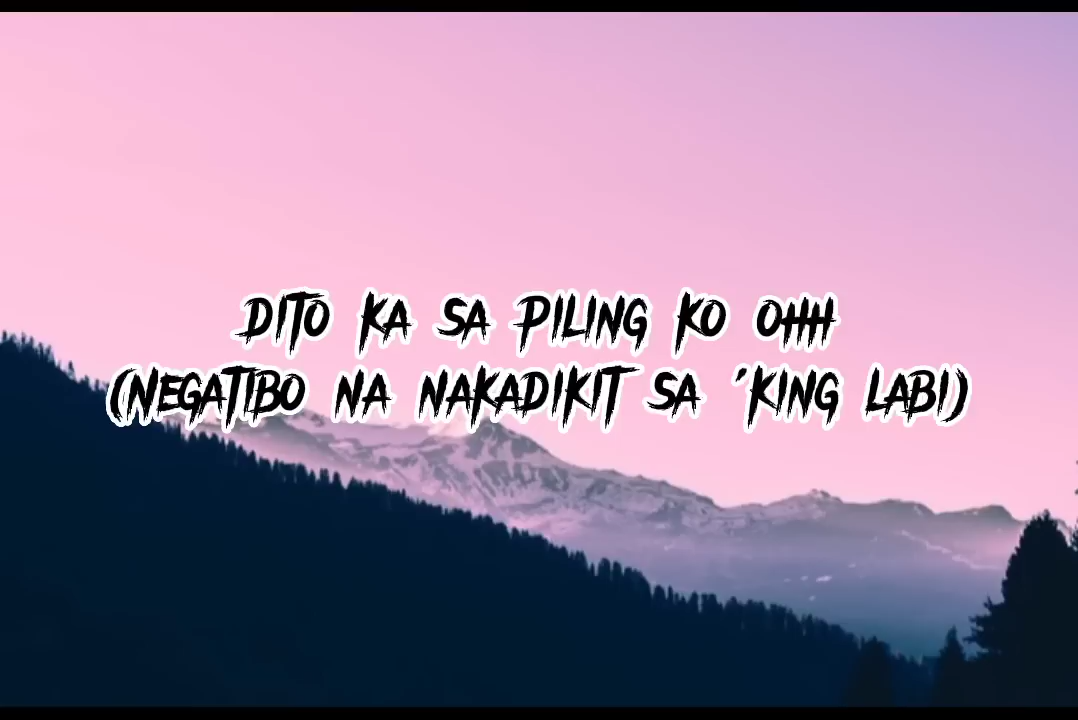 DITO KA SA PILING KO OHH
(NEGATIBO NA NAKADIKIT SA 'KING LABI)